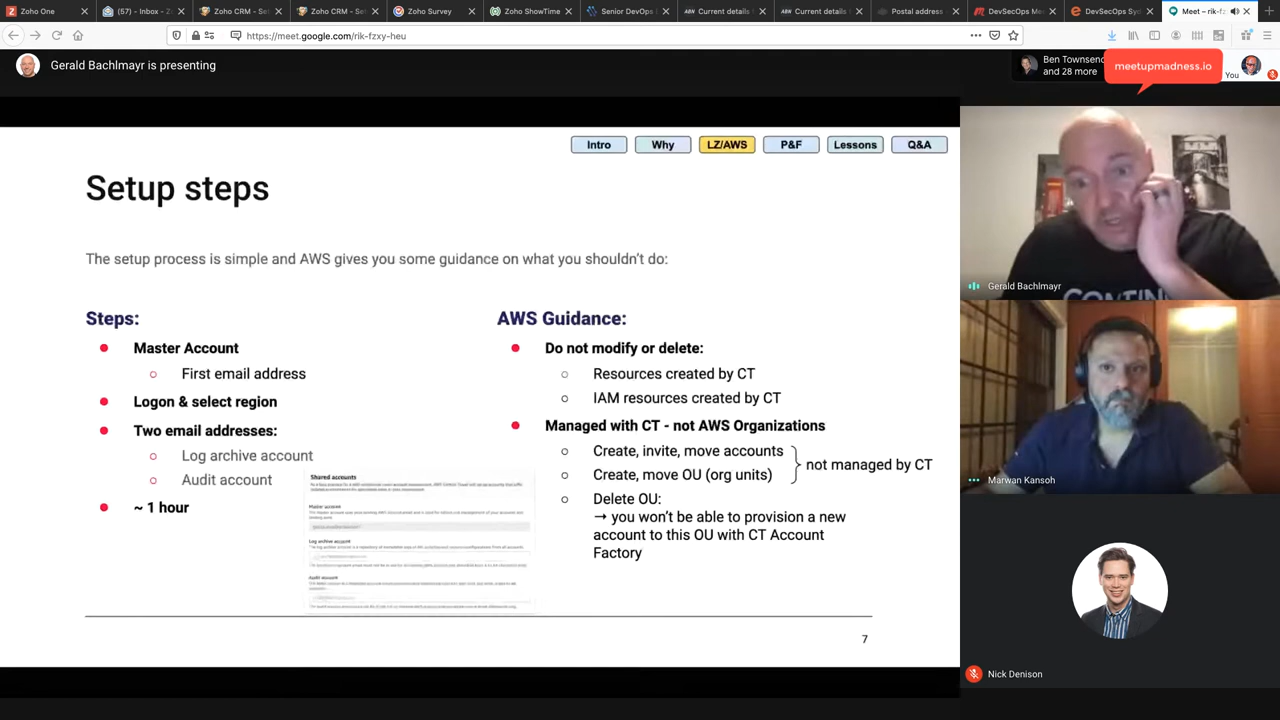 Zoho One
(57) - Inbox - Z
Zoho CRM - Set
Zoho CRM - Set
Zoho Survey
Zoho ShowTime
Senior DevOps
Current details
Current details
Postal address
DevSecOps Me
DevSecOps Syd
Meet – rik-fz
https://meet.google.com/rik-fzxy-heu
Gerald Bachlmayr is presenting
Ben Townsend
and 28 more
meetupmadness.io
You
Intro
Why
LZ/AWS
P&F
Lessons
Q&A
Setup steps
The setup process is simple and AWS gives you some guidance on what you shouldn't do:
Steps:
Master Account
First email address
Logon & select region
Two email addresses:
Log archive account
Audit account
~ 1 hour
Shared accounts
Master account
Log archive account
Audit account
AWS Guidance:
Do not modify or delete:
Resources created by CT
IAM resources created by CT
Managed with CT - not AWS Organizations
Create, invite, move accounts
Create, move OU (org units)
not managed by CT
Delete OU:
→ you won't be able to provision a new
account to this OU with CT Account
Factory
7
CONTIN
Gerald Bachlmayr
Marwan Kansoh
Nick Denison